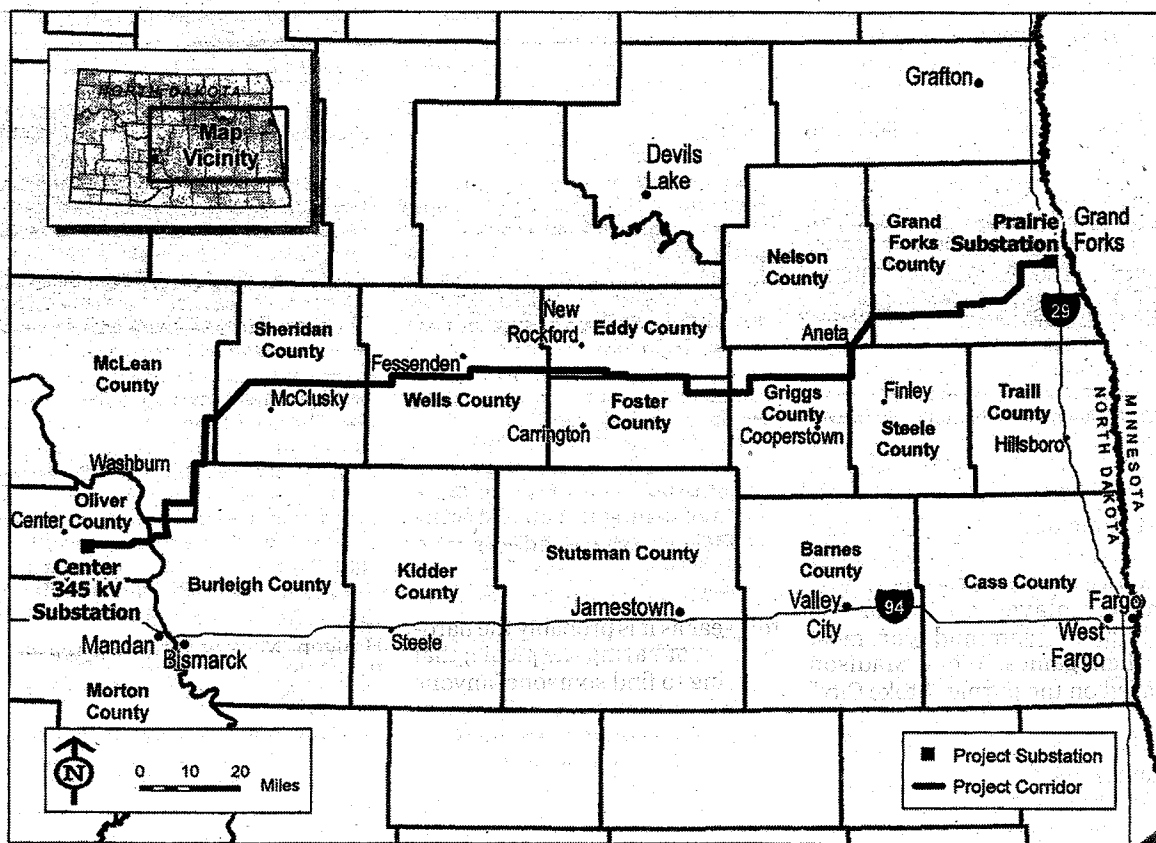 NORTH DAKOTA
Map
Vicinity
Grafton
Devils
Lake
Grand
Forks
County
Prairie
Substation
Grand
Forks
Nelson
County
29
New
Rockford
Eddy County
Aneta
Sheridan
County
McLean
County
Fessenden
McClusky
Wells County
Foster
County
Carrington
Griggs
County
Cooperstown
Finley
Steele
County
Traill
County
Hillsboro
MINNESOTA
NORTH DAKOTA
Washburn
Oliver
County
Center
Center
345 kV
Substation
Burleigh County
Kidder
County
Stutsman County
Barnes
County
Cass County
Jamestown
Valley
City
94
Fargo
West
Fargo
Mandan
Bismarck
Steele
Morton
County
N
0 10 20
Miles
Project Substation
Project Corridor